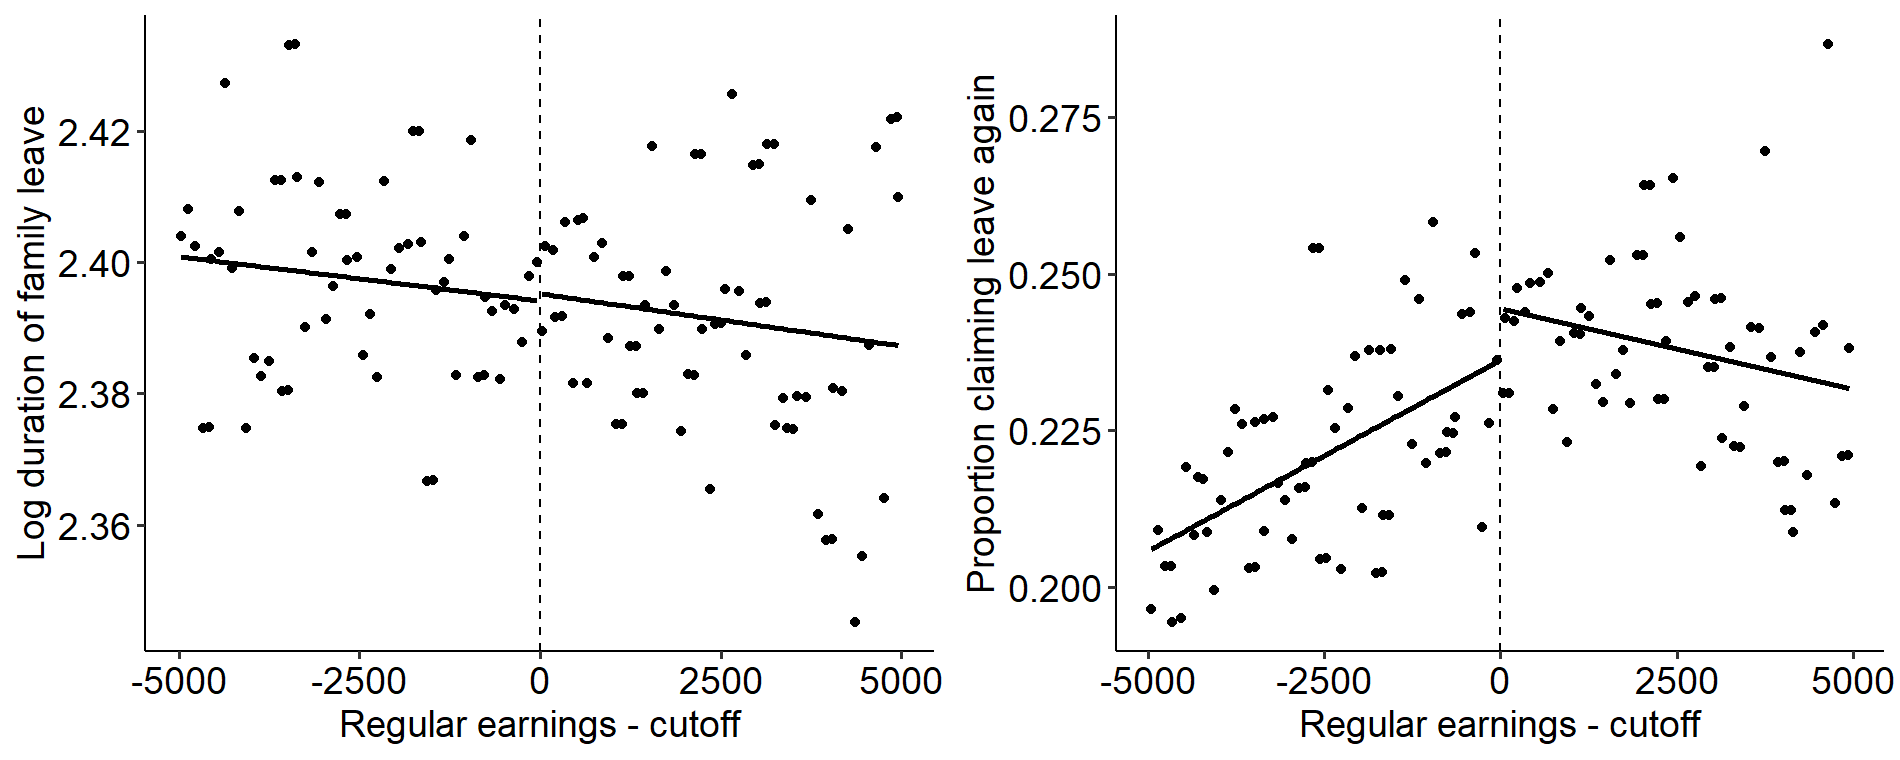 Log duration of family leave
2.42
2.40
2.38
2.36
-5000 -2500 0 2500 5000
Regular earnings - cutoff
Proportion claiming leave again
0.275
0.250
0.225
0.200
-5000 -2500 0 2500 5000
Regular earnings - cutoff